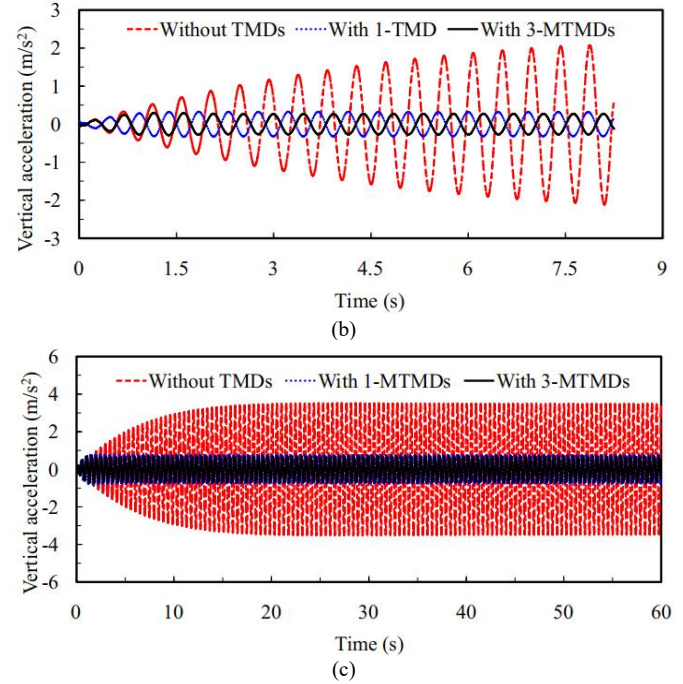 3
Without TMDs With 1-TMD With 3-MTMDs
2
1
0
-1
-2
-3
Vertical acceleration (m/s²)
0 1.5 3 4.5 6 7.5 9
Time (s)
(b)
6
Without TMDs With 1-MTMDs With 3-MTMDs
4
2
0
-2
-4
-6
Vertical acceleration (m/s²)
0 10 20 30 40 50 60
Time (s)
(c)